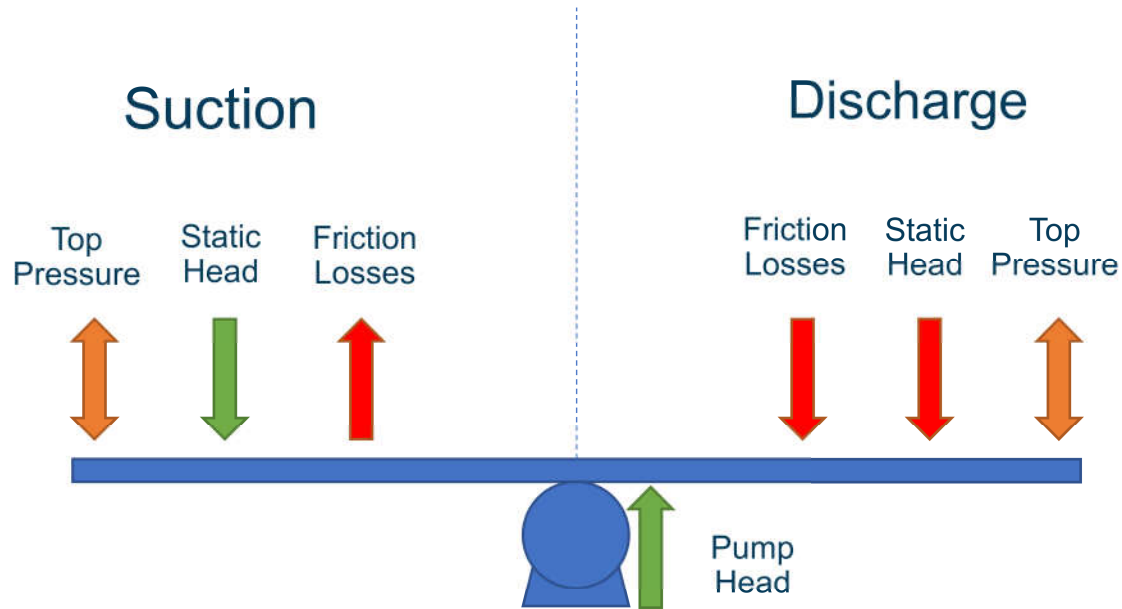 Suction
Discharge
Top
Pressure
Static
Head
Friction
Losses
Friction
Losses
Static
Head
Top
Pressure
Pump
Head